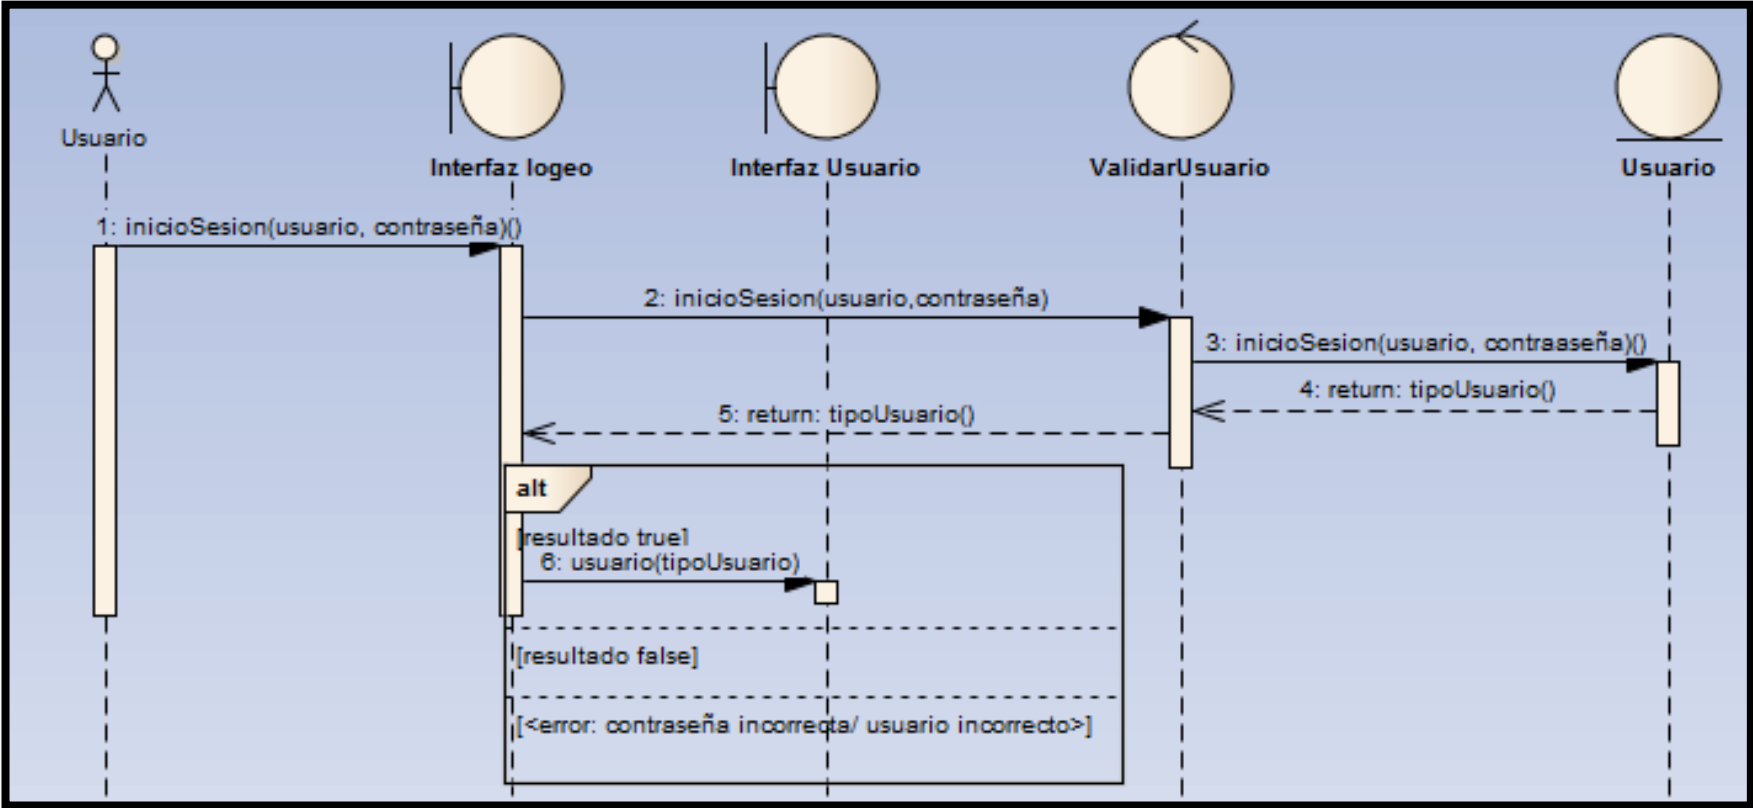 Usuario
Interfaz logeo
Interfaz Usuario
ValidarUsuario
Usuario
1: inicioSesion(usuario, contraseña)()
2: inicioSesion(usuario,contraseña)
3: inicioSesion(usuario, contraaseña)()
4: return: tipoUsuario()
5: return: tipoUsuario()
alt
[resultado true]
6: usuario(tipoUsuario)
[resultado false]
[<error: contraseña incorrecta/ usuario incorrecto>]